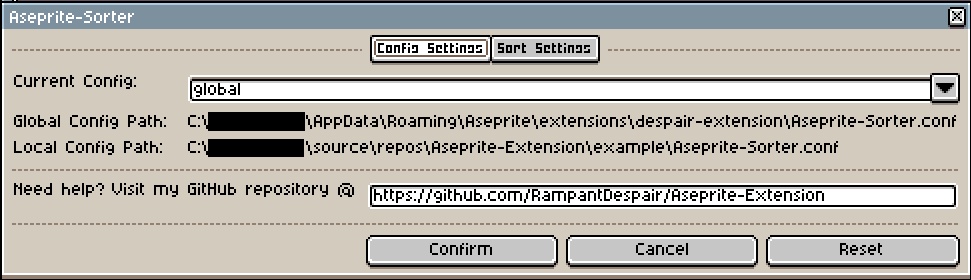 Aseprite-Sorter
Config Settings Sort Settings
Current Config: global
Global Config Path: C:\ \AppData\Roaming\Aseprite\extensions\despair-extension\Aseprite-Sorter.conf
Local Config Path: C:\ \source\repos\Aseprite-Extension\example\Aseprite-Sorter.conf
Need help? Visit my GitHub repository @ https://github.com/RampantDespair/Aseprite-Extension
Confirm Cancel Reset